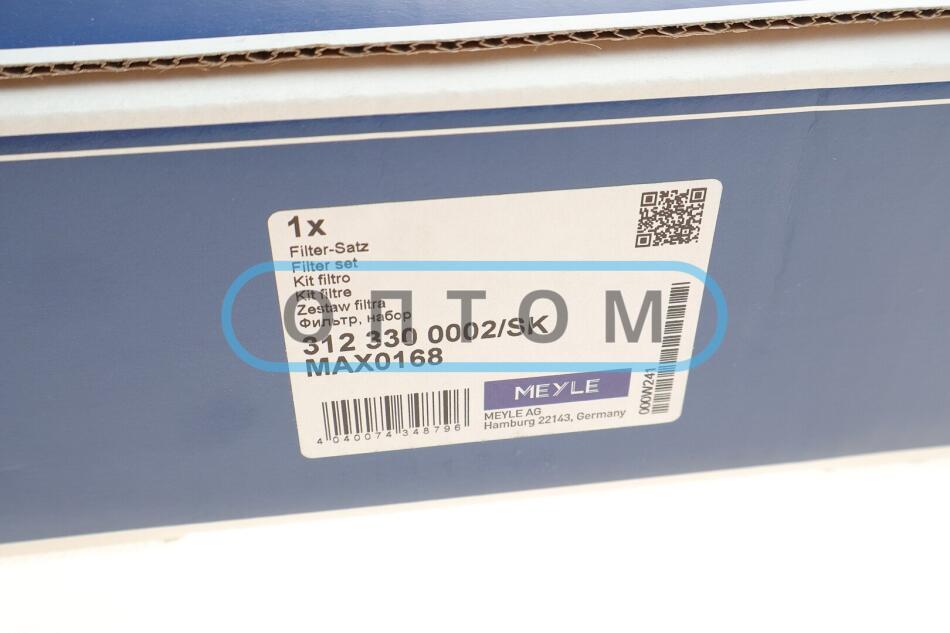 1x
Filter-Satz
Filter set
Kit filtro
Kit filtre
Zestaw filtra
Фильтр, набор
312 330 0002/SK
MAX0168
ОПТОМ
MEYLE
MEYLE AG
Hamburg 22143, Germany
4 040074 348796
000W241